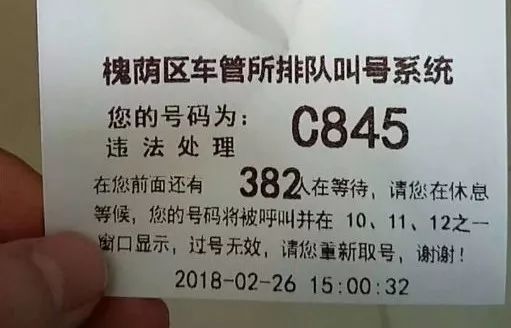 槐荫区车管所排队叫号系统
您的号码为: C845
违法处理
在您前面还有 382人在等待，请您在休息
等候，您的号码将被呼叫并在 10、11、12之一
窗口显示，过号无效，请您重新取号，谢谢！
2018-02-26 15:00:32